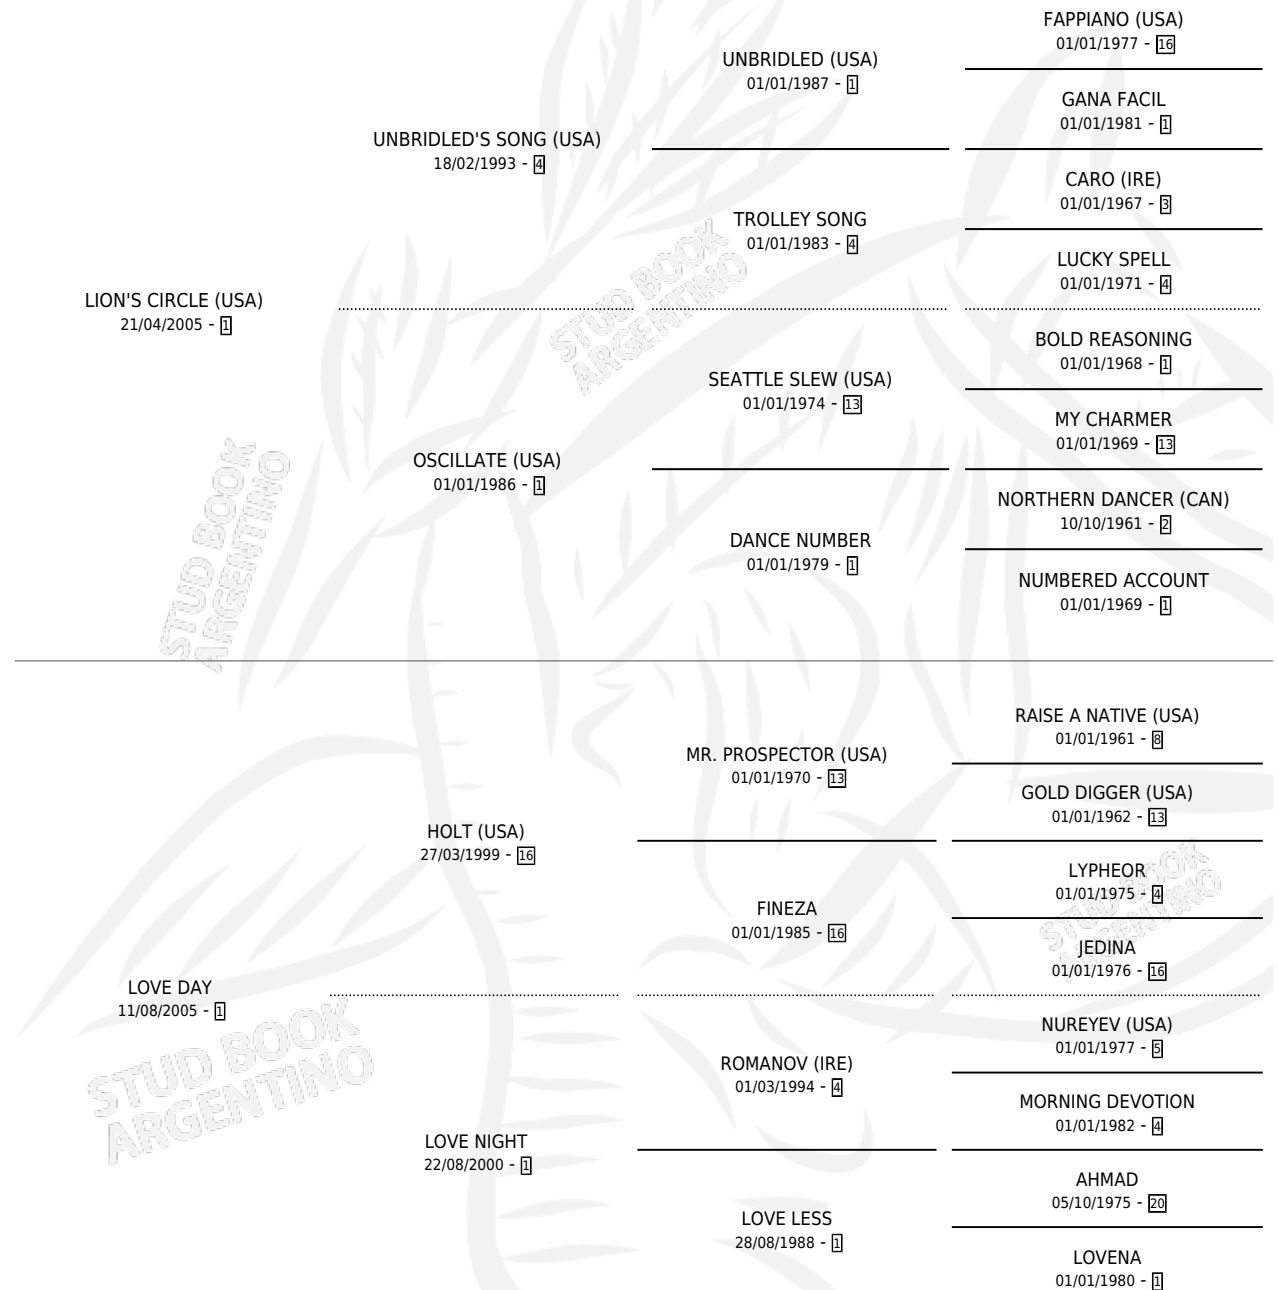 FAPPIANO (USA)
01/01/1977 - 16
UNBRIDLED (USA)
01/01/1987 - 1
GANA FACIL
01/01/1981 - 1
UNBRIDLED'S SONG (USA)
18/02/1993 - 4
CARO (IRE)
01/01/1967 - 3
TROLLEY SONG
01/01/1983 - 4
LUCKY SPELL
01/01/1971 - 4
LION'S CIRCLE (USA)
21/04/2005 - 1
STUD BOOK
ARGENTINO
BOLD REASONING
01/01/1968 - 1
SEATTLE SLEW (USA)
01/01/1974 - 13
MY CHARMER
01/01/1969 - 13
OSCILLATE (USA)
01/01/1986 - 1
NORTHERN DANCER (CAN)
10/10/1961 - 2
DANCE NUMBER
01/01/1979 - 1
NUMBERED ACCOUNT
01/01/1969 - 1
STUD BOOK
ARGENTINO
RAISE A NATIVE (USA)
01/01/1961 - 8
MR. PROSPECTOR (USA)
01/01/1970 - 13
GOLD DIGGER (USA)
01/01/1962 - 13
HOLT (USA)
27/03/1999 - 16
LYPHEOR
01/01/1975 - 4
FINEZA
01/01/1985 - 16
JEDINA
01/01/1976 - 16
STUD BOOK
ARGENTINO
LOVE DAY
11/08/2005 - 1
NUREYEV (USA)
01/01/1977 - 5
ROMANOV (IRE)
01/03/1994 - 4
MORNING DEVOTION
01/01/1982 - 4
STUD BOOK
ARGENTINO
LOVE NIGHT
22/08/2000 - 1
AHMAD
05/10/1975 - 20
LOVE LESS
28/08/1988 - 1
LOVENA
01/01/1980 - 1